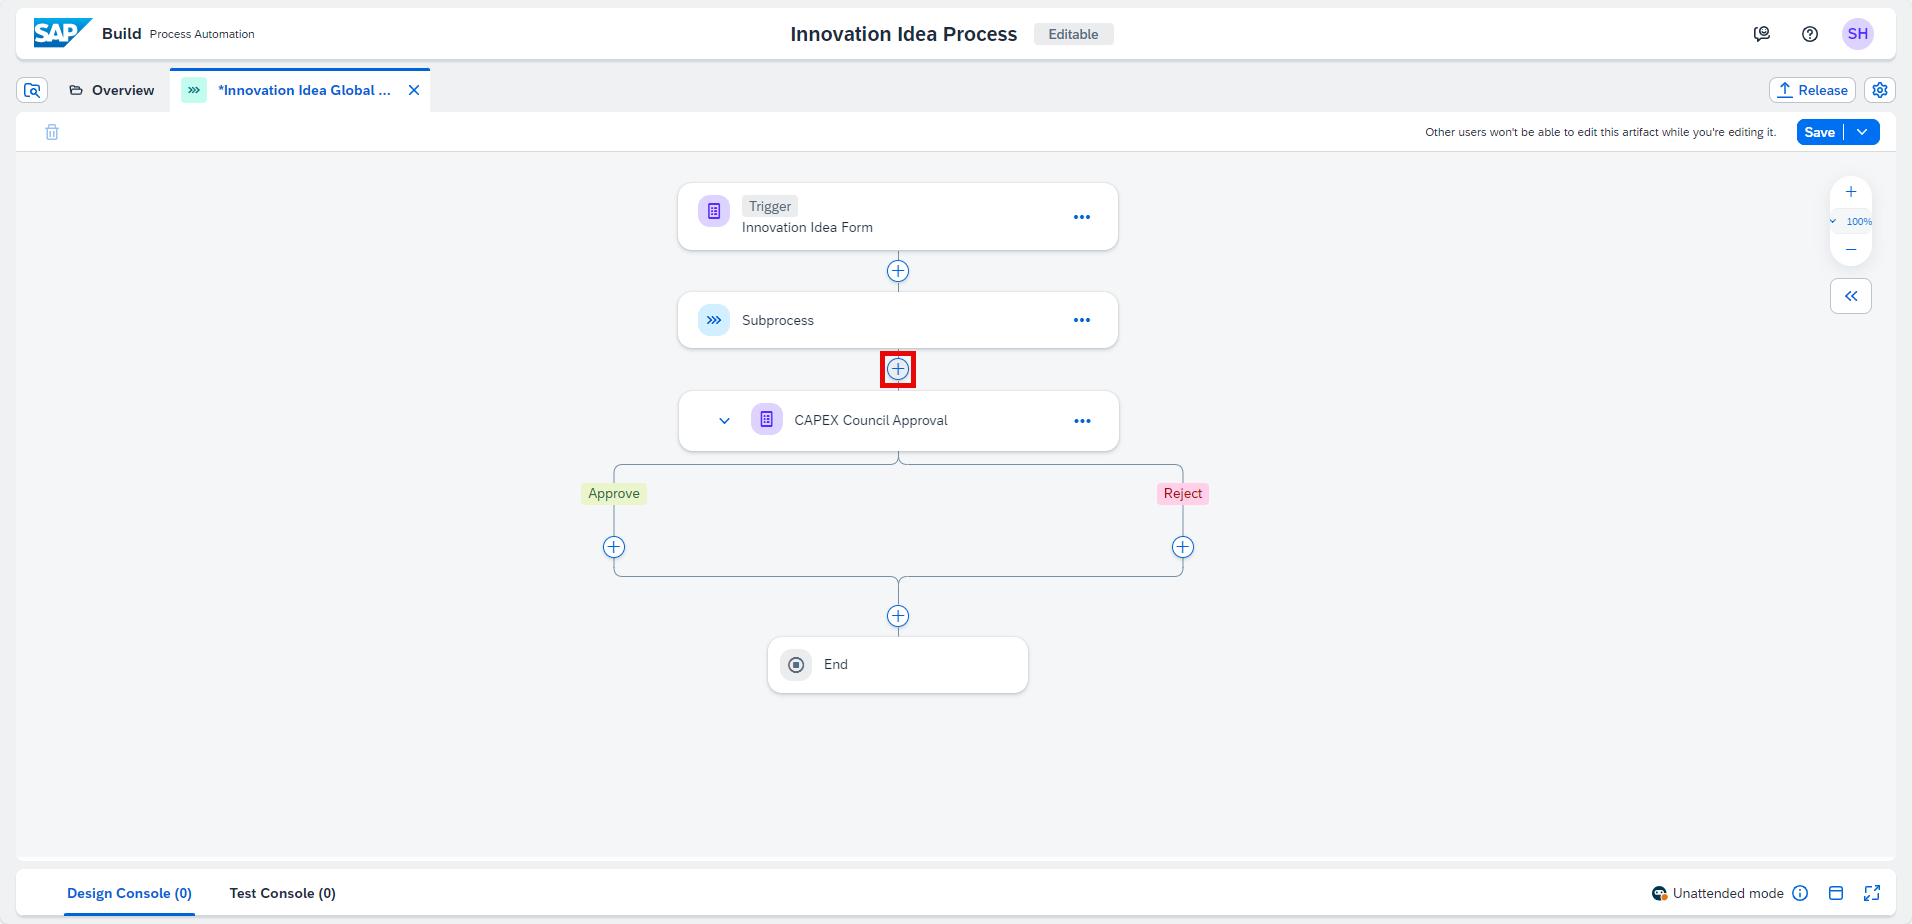 SAP Build Process Automation
Innovation Idea Process
Editable
SH
Overview
*Innovation Idea Global ...
Release
Other users won't be able to edit this artifact while you're editing it.
Save
Trigger
Innovation Idea Form
100%
Subprocess
CAPEX Council Approval
Approve
Reject
End
Design Console (0)
Test Console (0)
Unattended mode